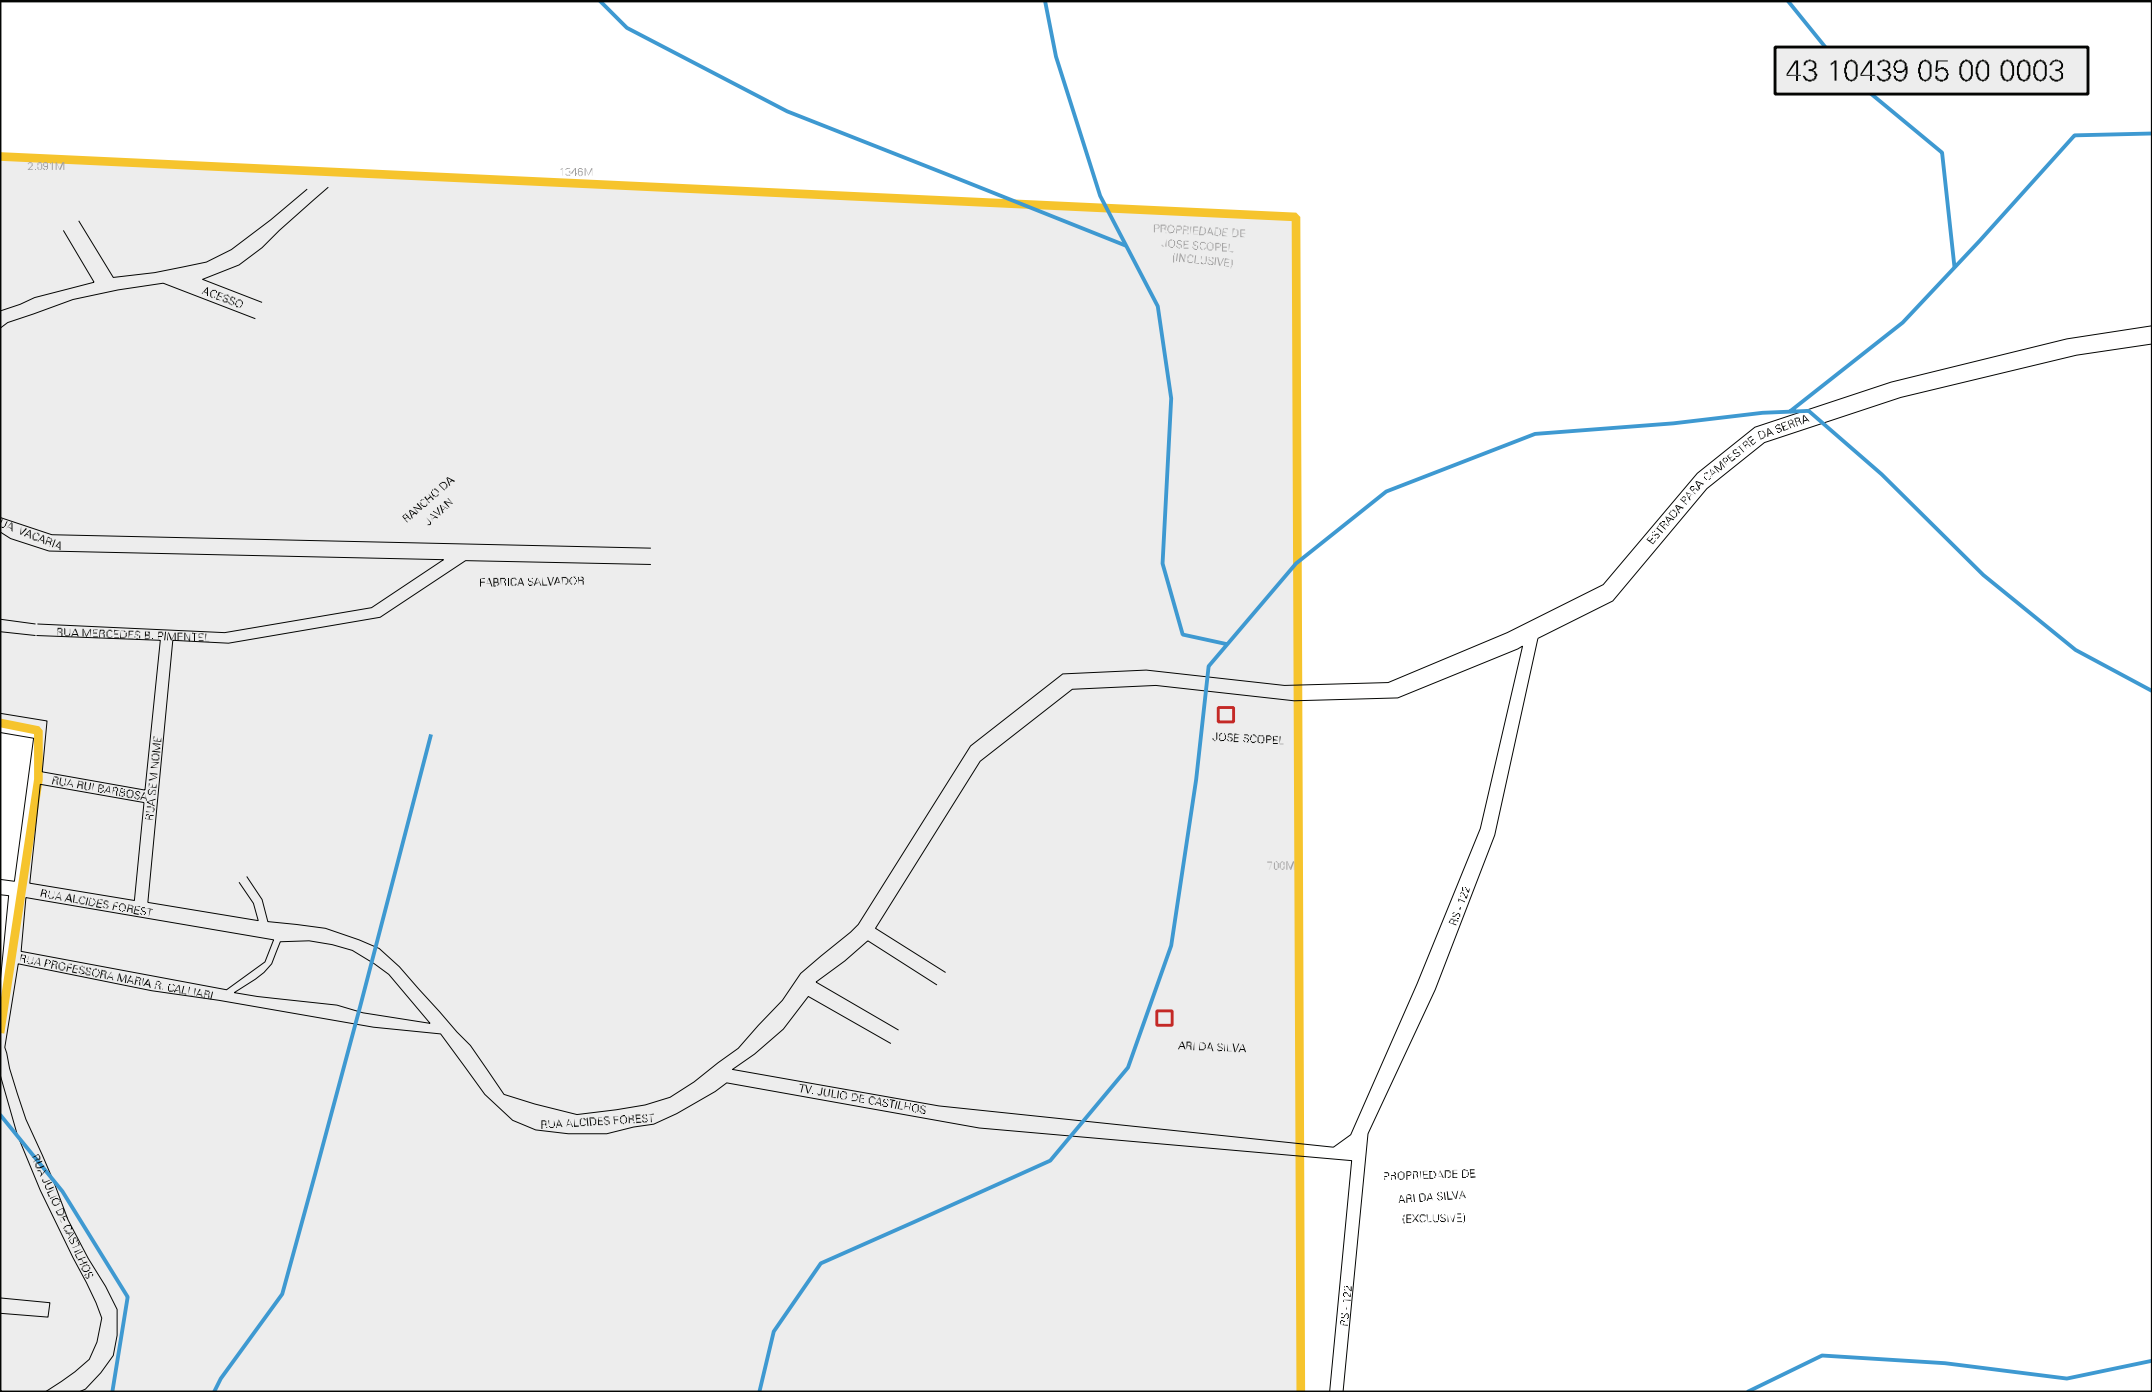 43 10439 05 00 0003
2.091M
1346M
PROPRIEDADE DE
JOSE SCOPEL
(INCLUSIVE)
ACESSO
ESTRADA PARA CAMPESTRE DA SERRA
RANCHO DA
JAVAN
VACARIA
FABRICA SALVADOR
RUA MERCEDES B. PIMENTEL
JOSE SCOPEL
RUA SEM NOME
RUA RUI BARBOSA
700M
RUA ALCIDES FOREST
RS - 122
RUA PROFESSORA MARIA R. CALLIARI
ARI DA SILVA
TV. JULIO DE CASTILHOS
RUA ALCIDES FOREST
PROPRIEDADE DE
ARI DA SILVA
(EXCLUSIVE)
RUA JULIO DE CASTILHOS
RS - 122